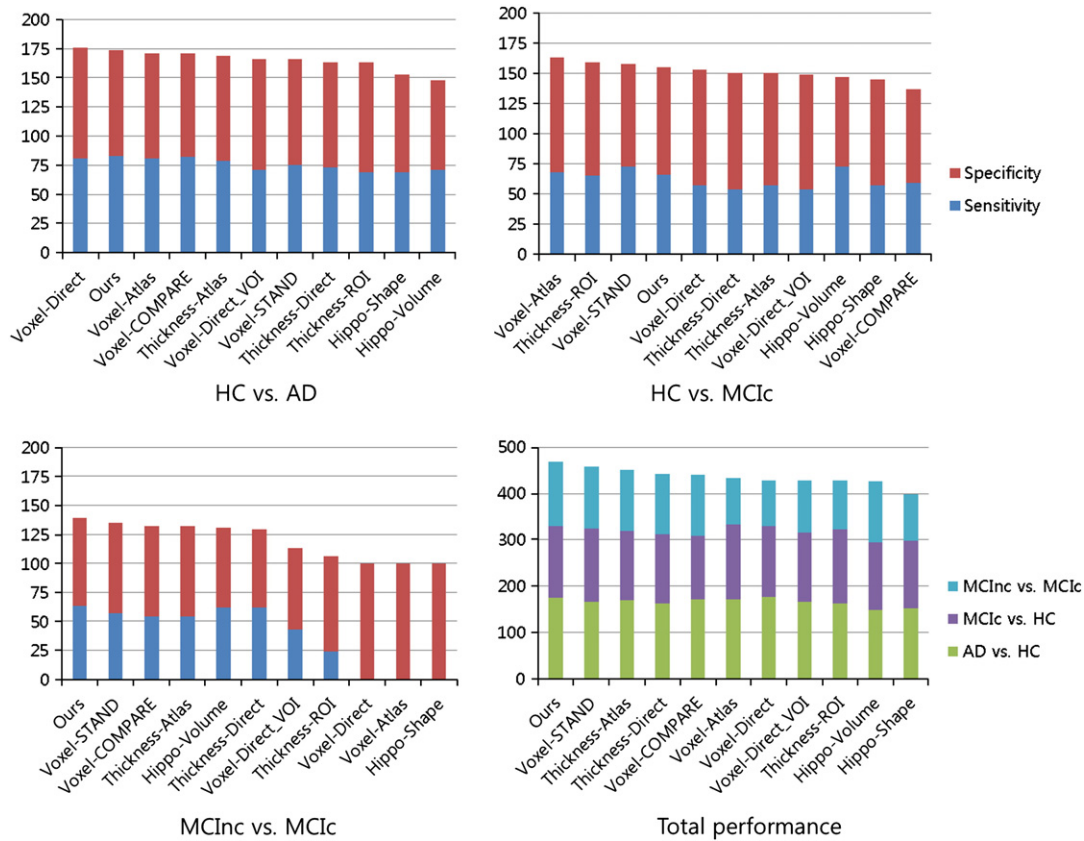 200
175
150
125
100
75
50
25
0
Voxel-Direct
Ours
Voxel-Atlas
Voxel-COMPARE
Thickness-Atlas
Voxel-Direct_VOI
Voxel-STAND
Thickness-Direct
Thickness-ROI
Hippo-Shape
Hippo-Volume
HC vs. AD
200
175
150
125
100
75
50
25
0
Voxel-Atlas
Thickness-ROI
Voxel-STAND
Ours
Voxel-Direct
Thickness-Direct
Thickness-Atlas
Voxel-Direct_VOI
Hippo-Volume
Hippo-Shape
Voxel-COMPARE
HC vs. MCIc
Specificity
Sensitivity
200
175
150
125
100
75
50
25
0
Ours
Voxel-STAND
Voxel-COMPARE
Thickness-Atlas
Hippo-Volume
Thickness-Direct
Voxel-Direct_VOI
Thickness-ROI
Voxel-Direct
Voxel-Atlas
Hippo-Shape
MCInc vs. MCIc
500
400
300
200
100
0
Ours
Voxel-STAND
Thickness-Atlas
Thickness-Direct
Voxel-COMPARE
Voxel-Atlas
Voxel-Direct
Voxel-Direct_VOI
Thickness-ROI
Hippo-Volume
Hippo-Shape
Total performance
MCInc vs. MCIc
MCIc vs. HC
AD vs. HC